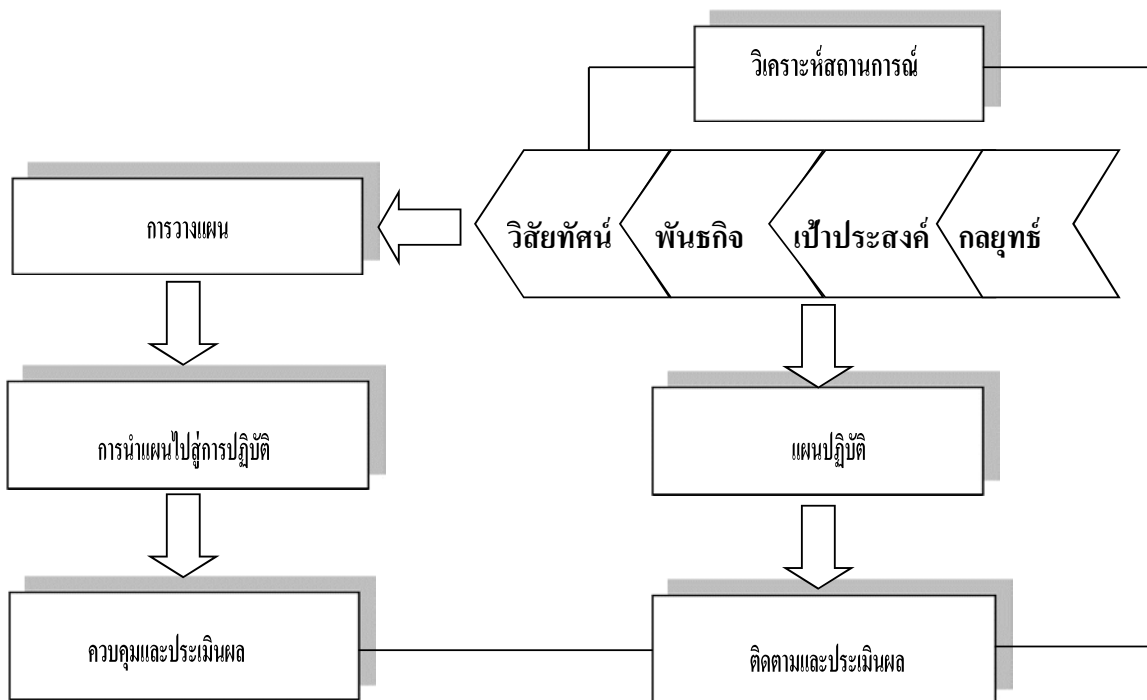 วิเคราะห์สถานการณ์
การวางแผน
วิสัยทัศน์ พันธกิจ เป้าประสงค์ กลยุทธ์
การนำแผนไปสู่การปฏิบัติ
แผนปฏิบัติ
ควบคุมและประเมินผล
ติดตามและประเมินผล